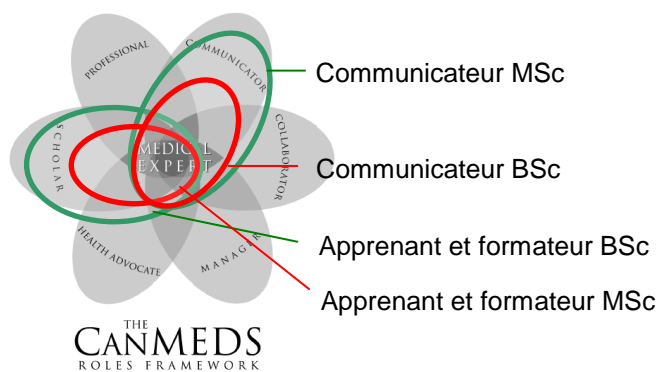 PROFESSIONAL
COMMUNICATOR
SCHOLAR
MEDICAL
EXPERT
COLLABORATOR
HEALTH ADVOCATE
MANAGER
THE
CANMEDS
ROLES FRAMEWORK
Communicateur MSc
Communicateur BSc
Apprenant et formateur BSc
Apprenant et formateur MSc